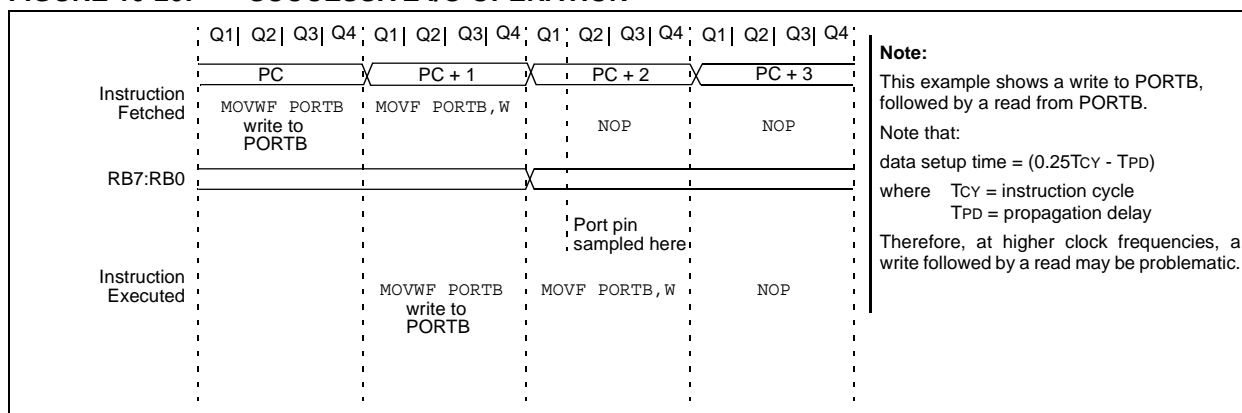 Q1| Q2| Q3| Q4 Q1| Q2| Q3| Q4 Q1 Q2| Q3| Q4 Q1| Q2| Q3| Q4
PC PC + 1 PC + 2 PC + 3
Instruction
Fetched
MOVWF PORTB
write to
PORTB
MOVF PORTB,W
NOP
NOP
RB7:RB0
Port pin
sampled here
Instruction
Executed
MOVWF PORTB
write to
PORTB
MOVF PORTB,W
NOP
Note:
This example shows a write to PORTB,
followed by a read from PORTB.
Note that:
data setup time = (0.25TCY - TPD)
where TCY = instruction cycle
TPD = propagation delay
Therefore, at higher clock frequencies, a
write followed by a read may be problematic.